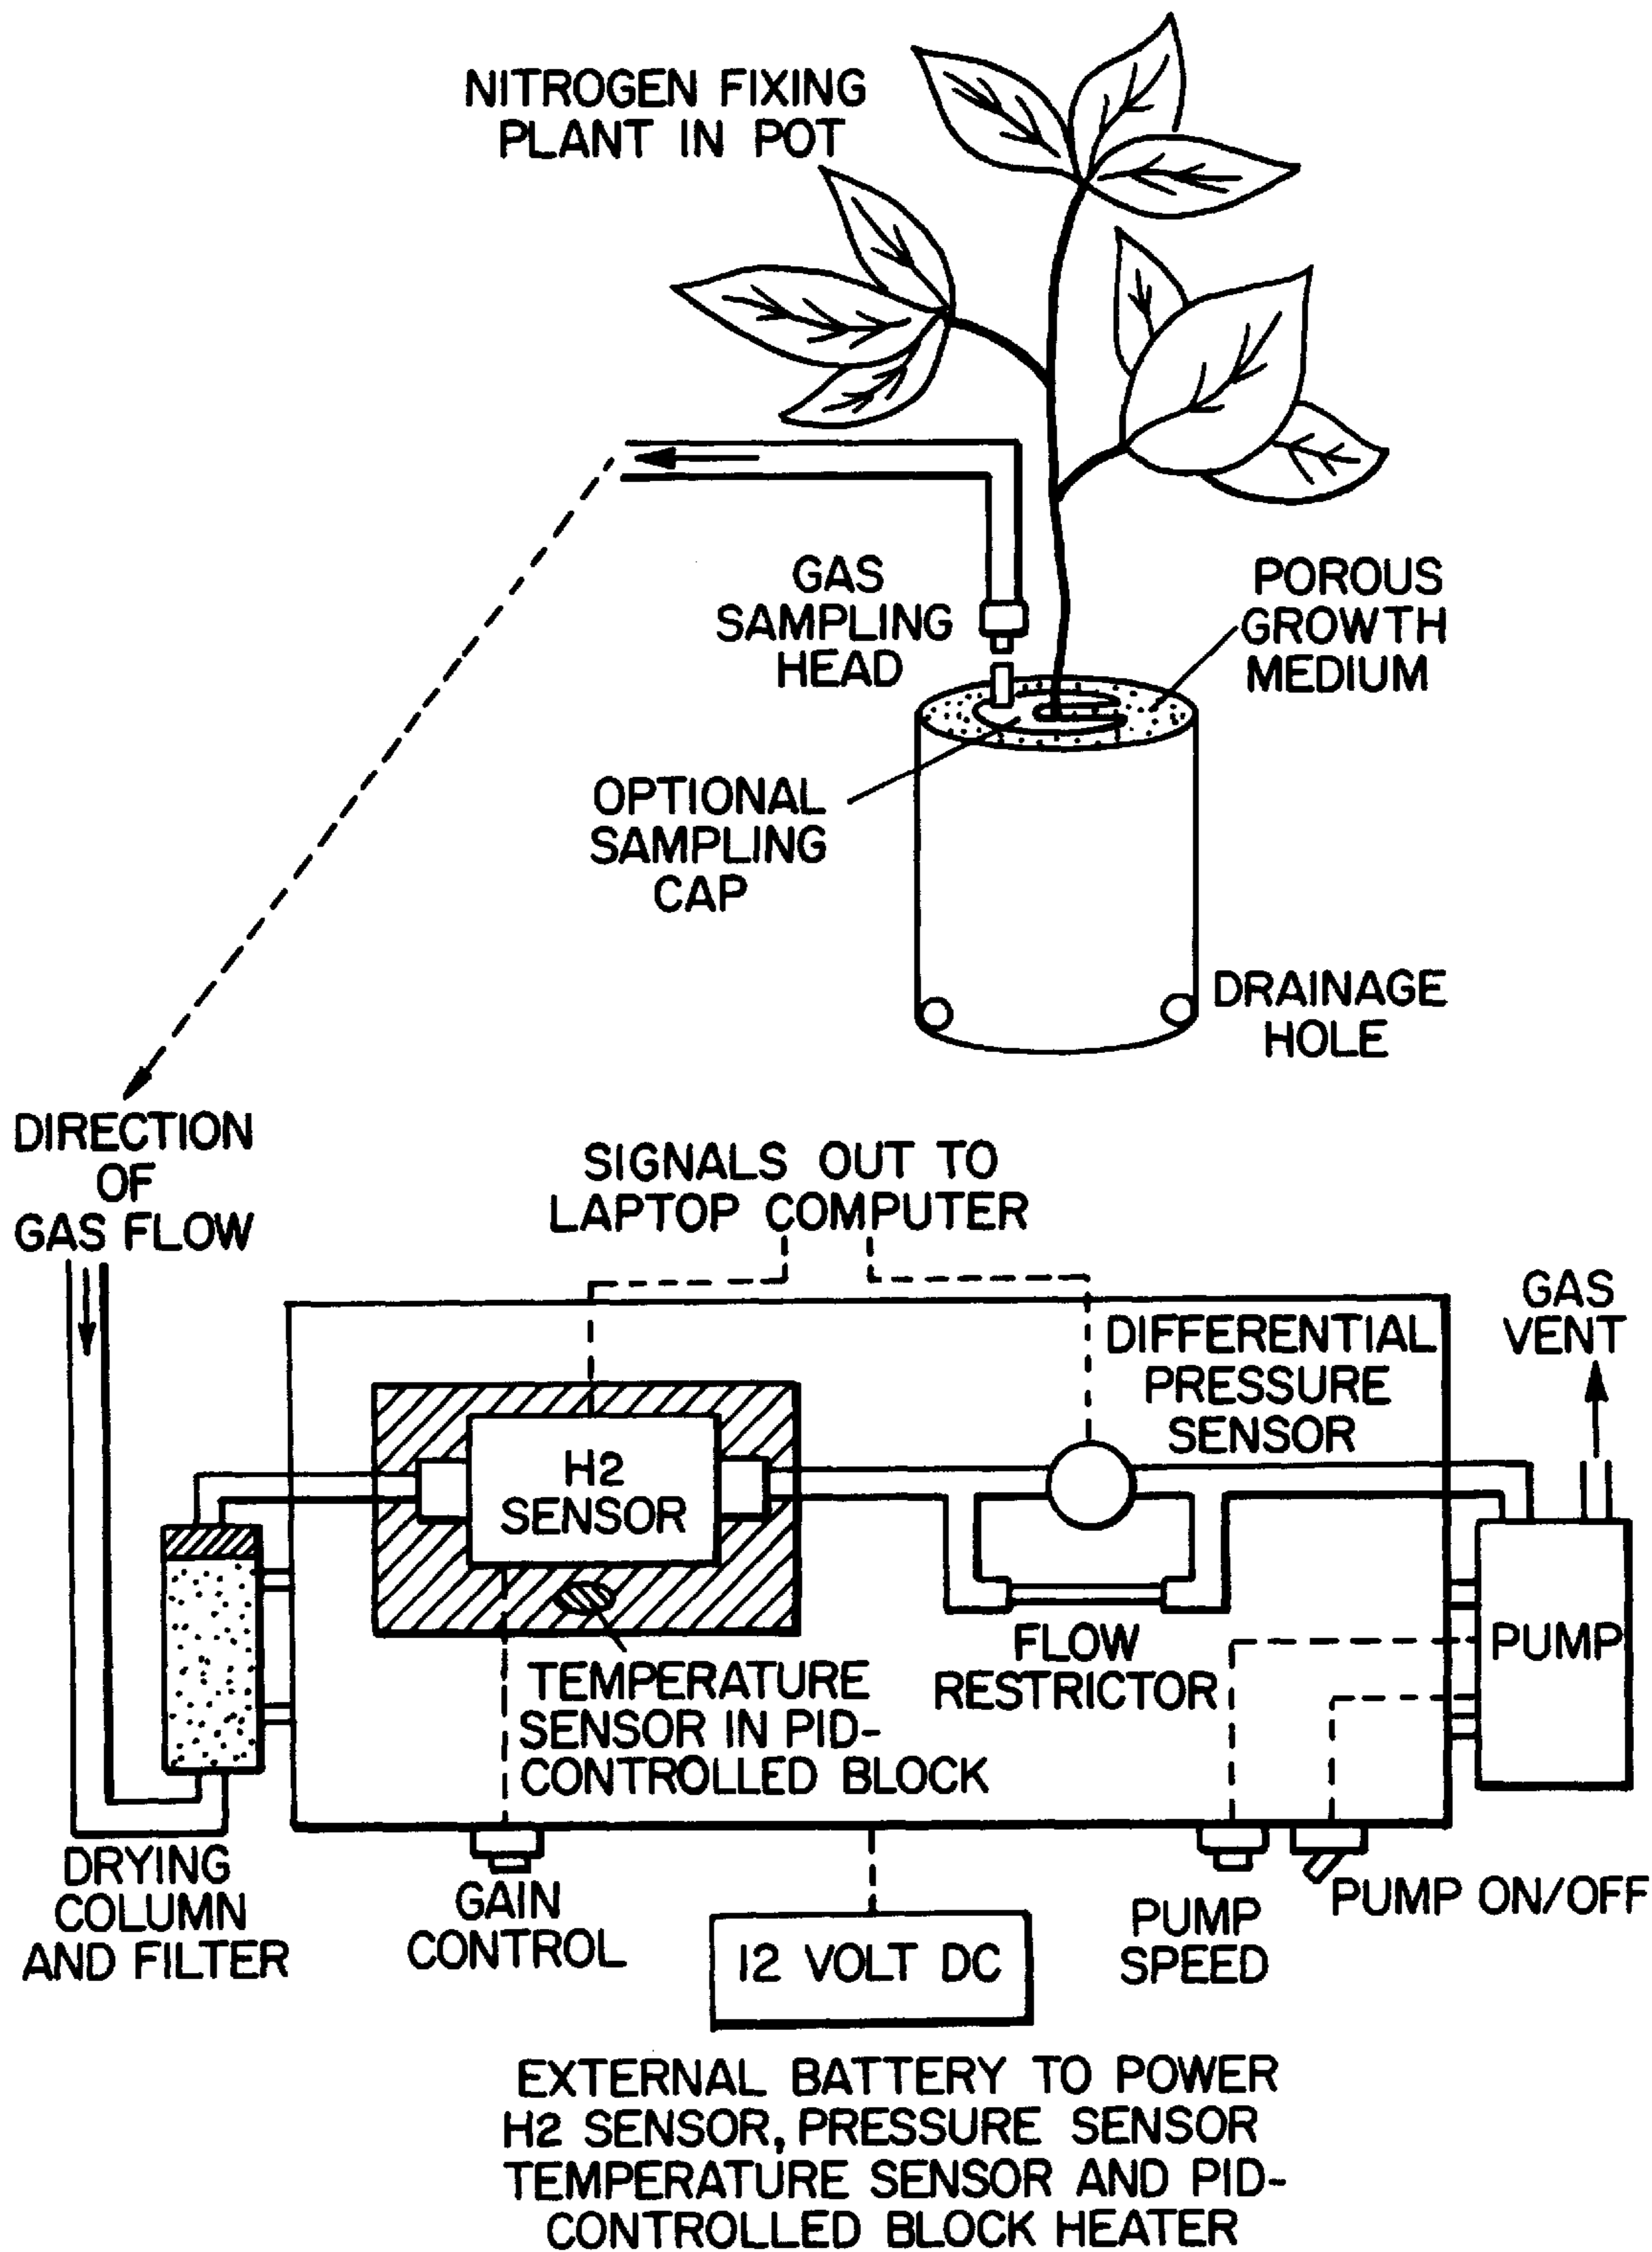 NITROGEN FIXING
PLANT IN POT
GAS
SAMPLING
HEAD
POROUS
GROWTH
MEDIUM
OPTIONAL
SAMPLING
CAP
DRAINAGE
HOLE
DIRECTION
OF
GAS FLOW
SIGNALS OUT TO
LAPTOP COMPUTER
GAS
VENT
DIFFERENTIAL
PRESSURE
SENSOR
H2
SENSOR
FLOW
RESTRICTOR
PUMP
TEMPERATURE
SENSOR IN PID-
CONTROLLED BLOCK
DRYING
COLUMN
AND FILTER
GAIN
CONTROL
12 VOLT DC
PUMP
SPEED
PUMP ON/OFF
EXTERNAL BATTERY TO POWER
H2 SENSOR, PRESSURE SENSOR
TEMPERATURE SENSOR AND PID-
CONTROLLED BLOCK HEATER